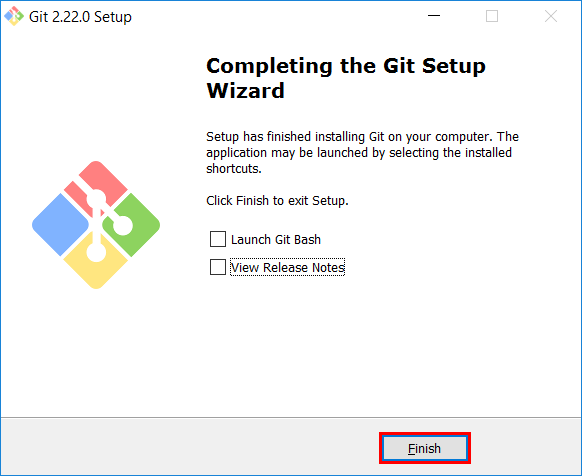 Git 2.22.0 Setup
Completing the Git Setup
Wizard
Setup has finished installing Git on your computer. The
application may be launched by selecting the installed
shortcuts.
Click Finish to exit Setup.
Launch Git Bash
View Release Notes
Finish